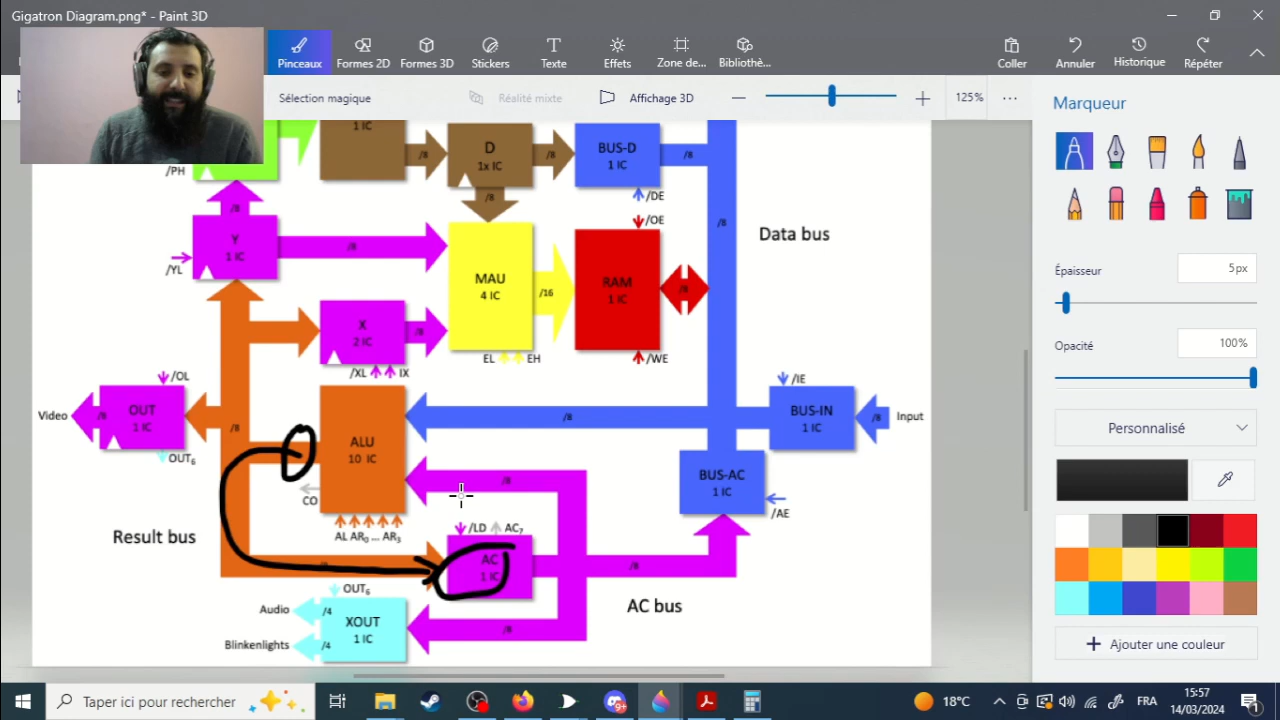 Gigatron Diagram.png* - Paint 3D
Pinceaux
Formes 2D
Formes 3D
Stickers
Texte
Effets
Zone de...
Bibliothè...
Coller
Annuler
Historique
Répéter
Sélection magique
Réalité mixte
Affichage 3D
125%
Marqueur
Épaisseur
5px
Opacité
100%
Personnalisé
Ajouter une couleur
/PH
1 IC
/8
D
1x IC
/8
BUS-D
1 IC
/8
/DE
/8
/8
Y
1 IC
/YL
/8
MAU
4 IC
/16
/OE
RAM
1 IC
/8
/WE
/8
Data bus
X
2 IC
/8
/XL
IX
EL
EH
/OL
Video
/8
OUT
1 IC
OUT6
/8
ALU
10 IC
/8
/IE
BUS-IN
1 IC
/8
Input
CO
AL AR0 ... AR3
/8
BUS-AC
1 IC
/AE
Result bus
/LD
AC7
AC
1 IC
/8
AC bus
OUT6
Audio
/4
XOUT
1 IC
/8
Blinkenlights
/4
Taper ici pour rechercher
9+
18°C
FRA
15:57
14/03/2024
1